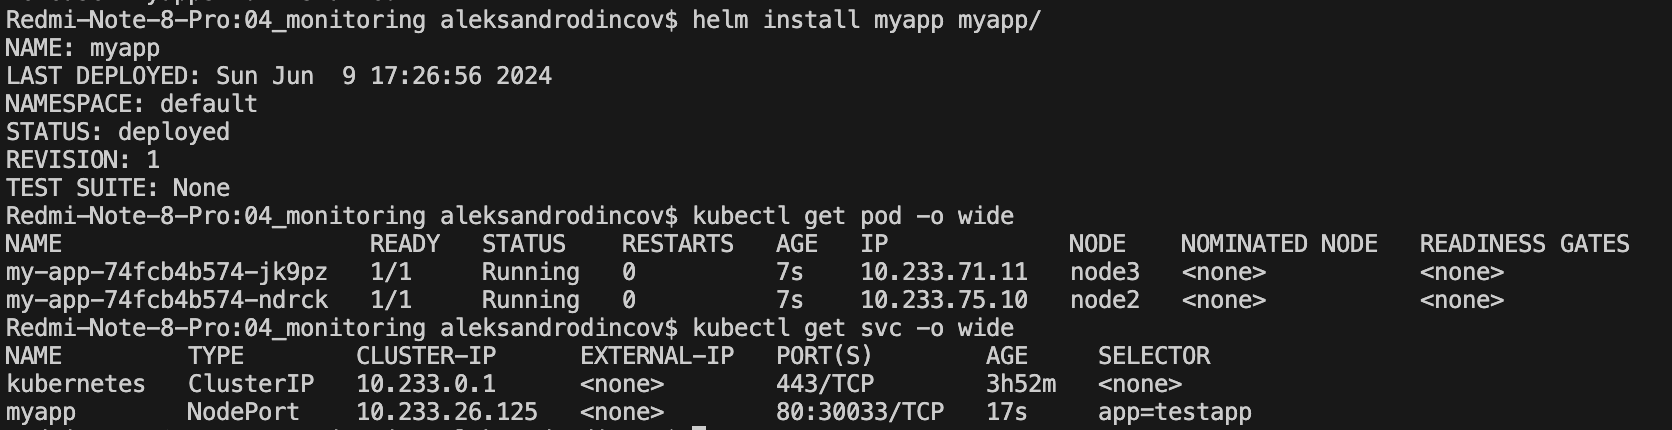 Redmi-Note-8-Pro:04_monitoring aleksandrodincov$ helm install myapp myapp/
NAME: myapp
LAST DEPLOYED: Sun Jun  9 17:26:56 2024
NAMESPACE: default
STATUS: deployed
REVISION: 1
TEST SUITE: None
Redmi-Note-8-Pro:04_monitoring aleksandrodincov$ kubectl get pod -o wide
NAME                      READY   STATUS    RESTARTS   AGE   IP             NODE    NOMINATED NODE   READINESS GATES
my-app-74fcb4b574-jk9pz   1/1     Running   0          7s    10.233.71.11   node3   <none>           <none>
my-app-74fcb4b574-ndrck   1/1     Running   0          7s    10.233.75.10   node2   <none>           <none>
Redmi-Note-8-Pro:04_monitoring aleksandrodincov$ kubectl get svc -o wide
NAME         TYPE        CLUSTER-IP      EXTERNAL-IP   PORT(S)        AGE     SELECTOR
kubernetes   ClusterIP   10.233.0.1      <none>        443/TCP        3h52m   <none>
myapp        NodePort    10.233.26.125   <none>        80:30033/TCP   17s     app=testapp